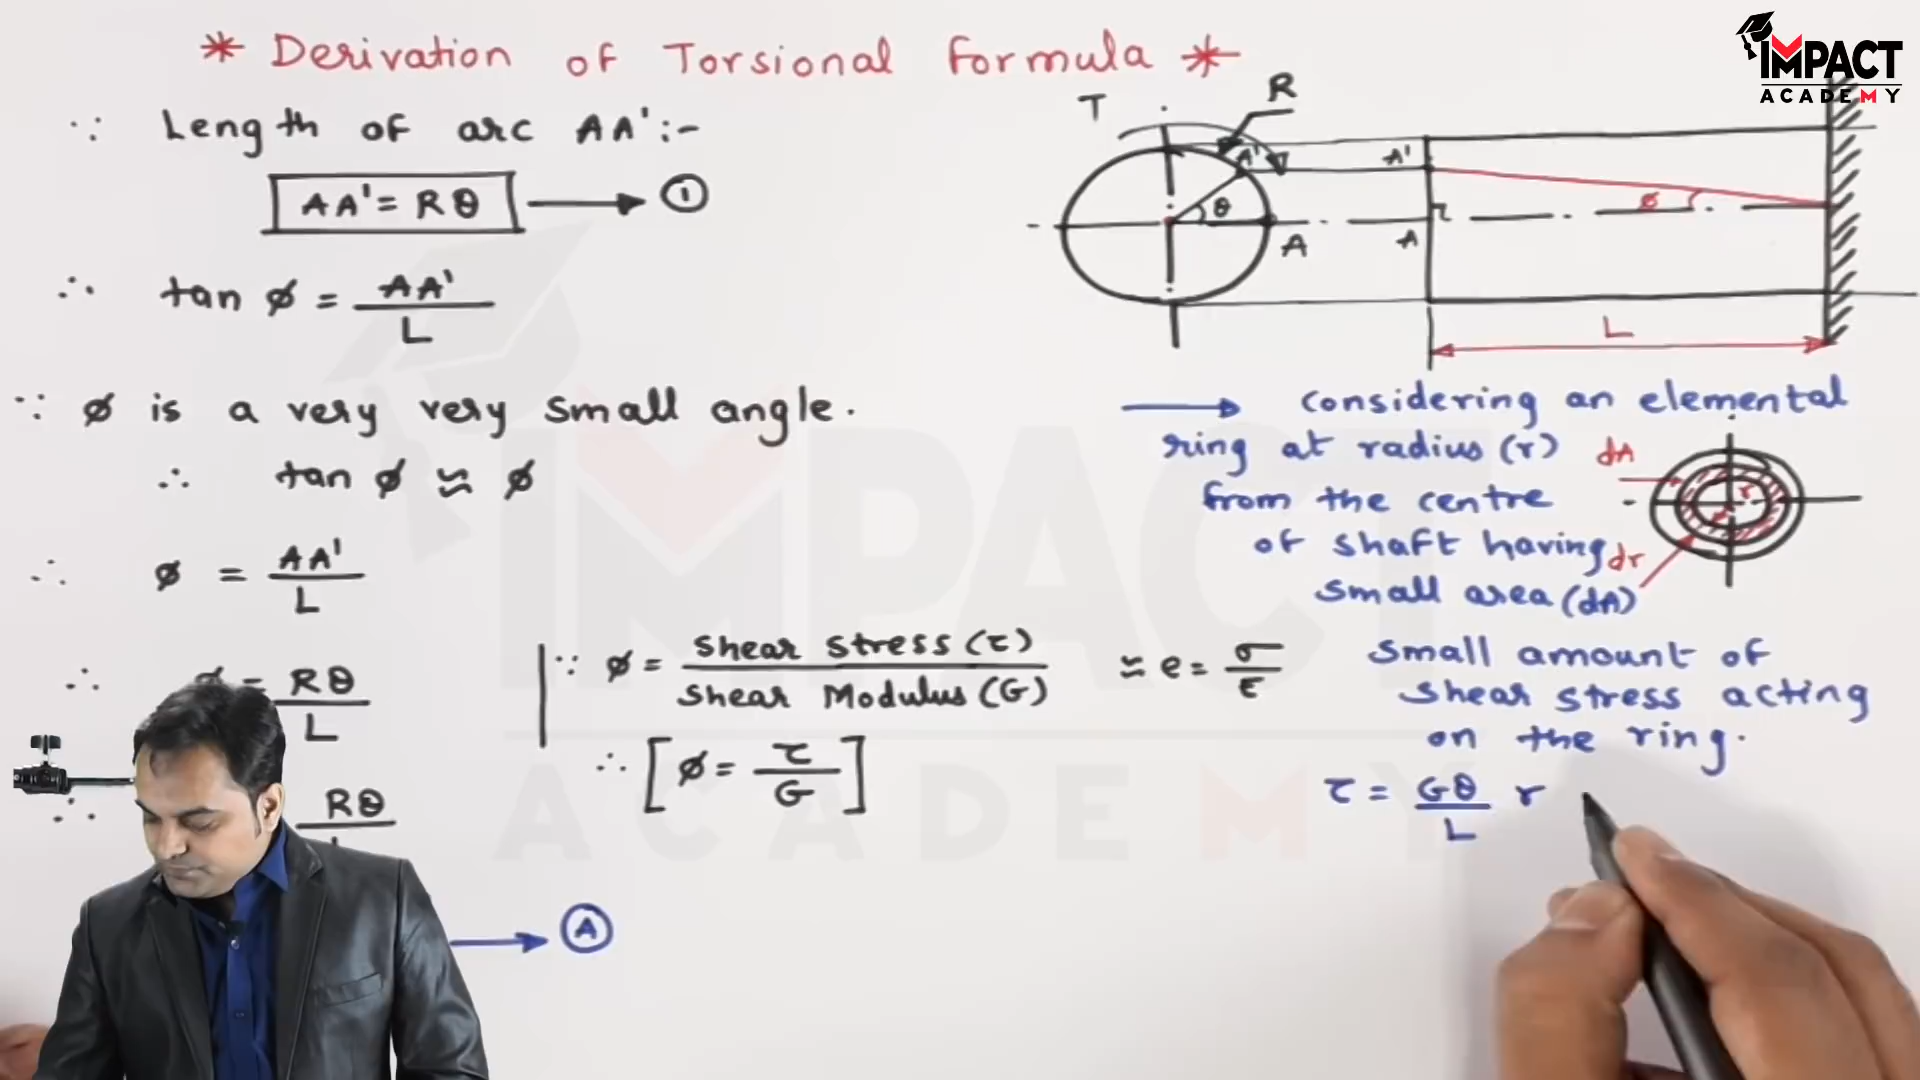 * Derivation of Torsional Formula *
IMPACT
ACADEMY
∵ Length of arc AA' :-
AA' = Rθ → ①
∴ tan ϕ = AA' / L
∵ ϕ is a very very small angle.
∴ tan ϕ ≈ ϕ
∴ ϕ = AA' / L
∴ ϕ = Rθ / L
∵ ϕ = Shear stress (τ) / Shear Modulus (G) ≈ e = σ / E
∴ [ ϕ = τ / G ]
∴ Rθ
→ Ⓐ
T
R
A'
θ
A
A'
A
ϕ
L
→ Considering an elemental
ring at radius (r)
from the centre
of shaft having
small area (dA)
dA
r
dr
Small amount of
Shear stress acting
on the ring.
τ = Gθ / L r
IMPACT
ACADEMY